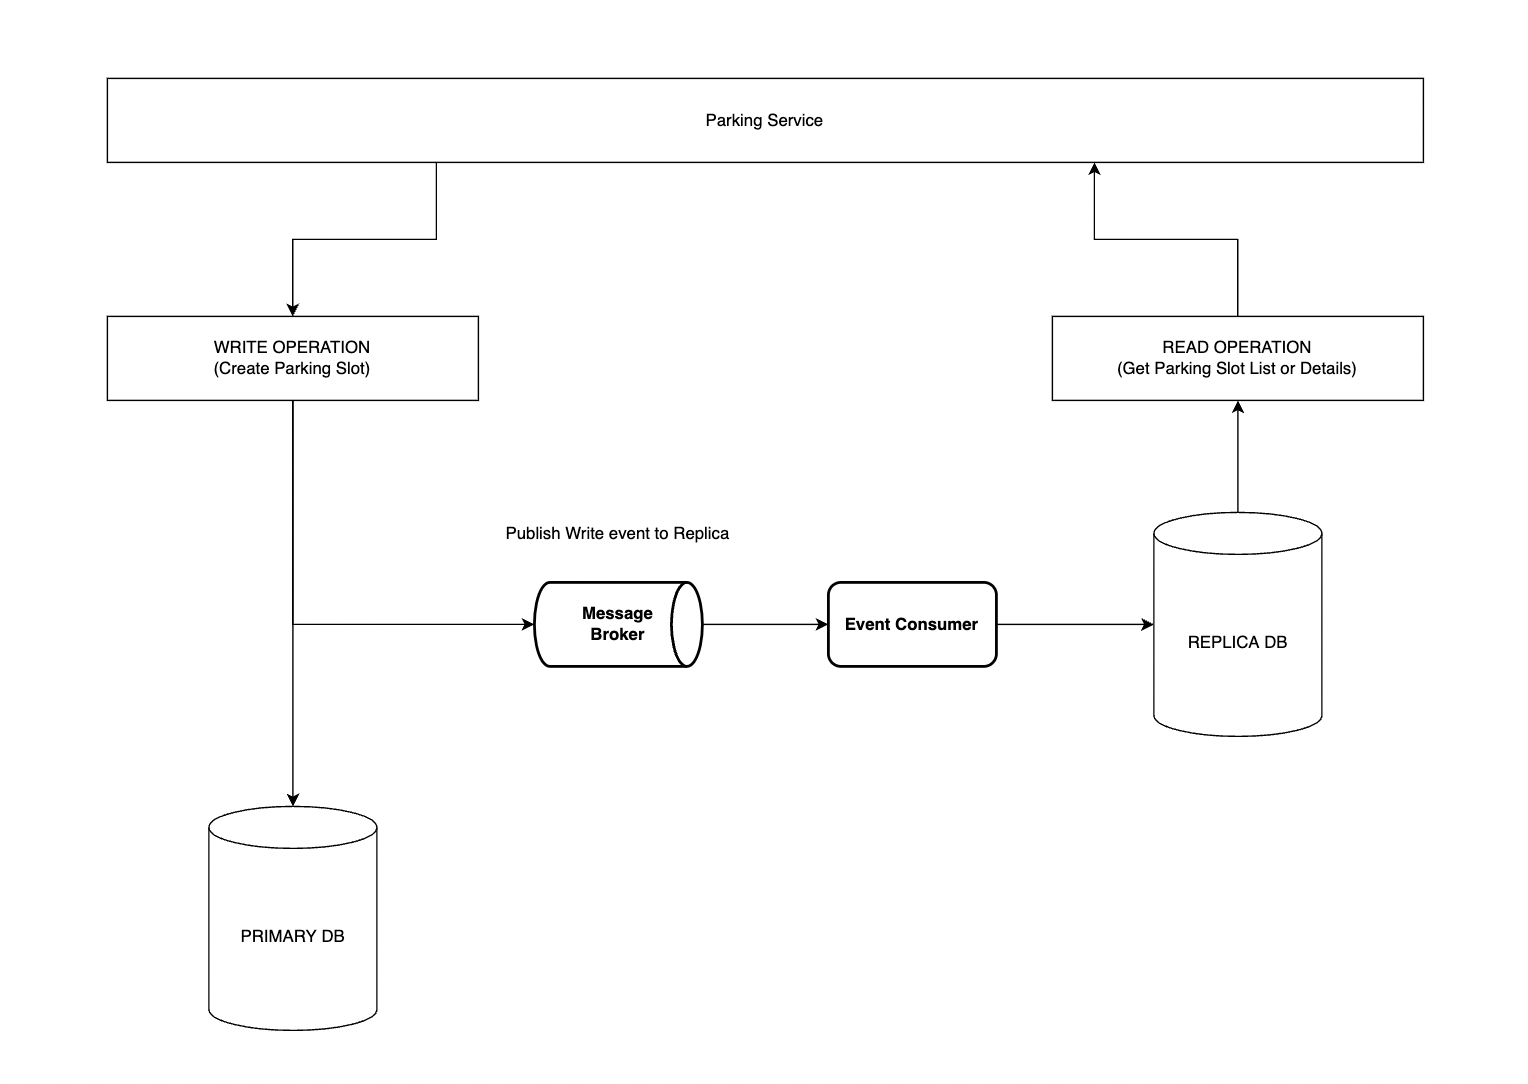 Parking Service
WRITE OPERATION
(Create Parking Slot)
READ OPERATION
(Get Parking Slot List or Details)
Publish Write event to Replica
Message
Broker
Event Consumer
REPLICA DB
PRIMARY DB